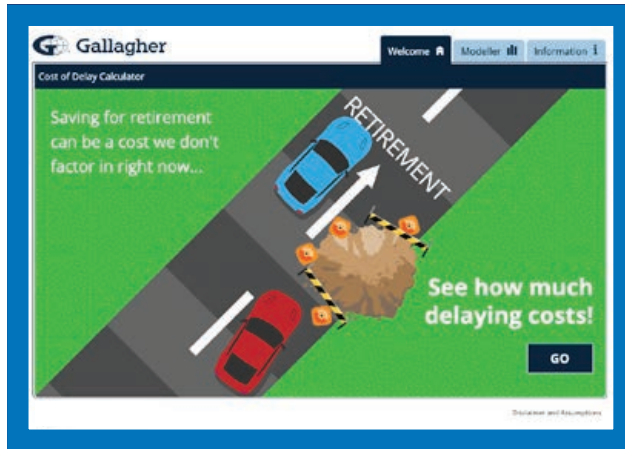 Gallagher
Welcome
Modeller
Information
Cost of Delay Calculator
Saving for retirement
can be a cost we don't
factor in right now...
RETIREMENT
See how much
delaying costs!
GO
Disclaimer and Assumptions